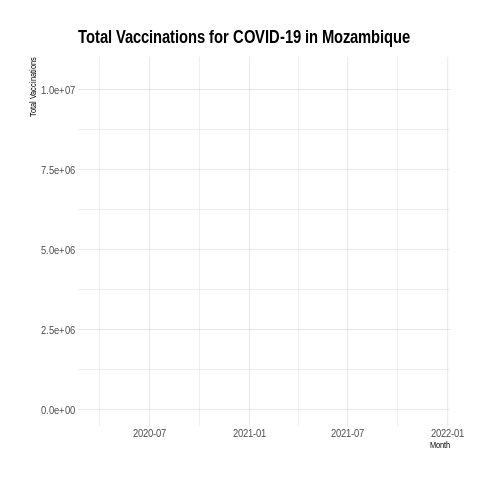 Total Vaccinations for COVID-19 in Mozambique
Total Vaccinations
1.0e+07
7.5e+06
5.0e+06
2.5e+06
0.0e+00
2020-07 2021-01 2021-07 2022-01
Month